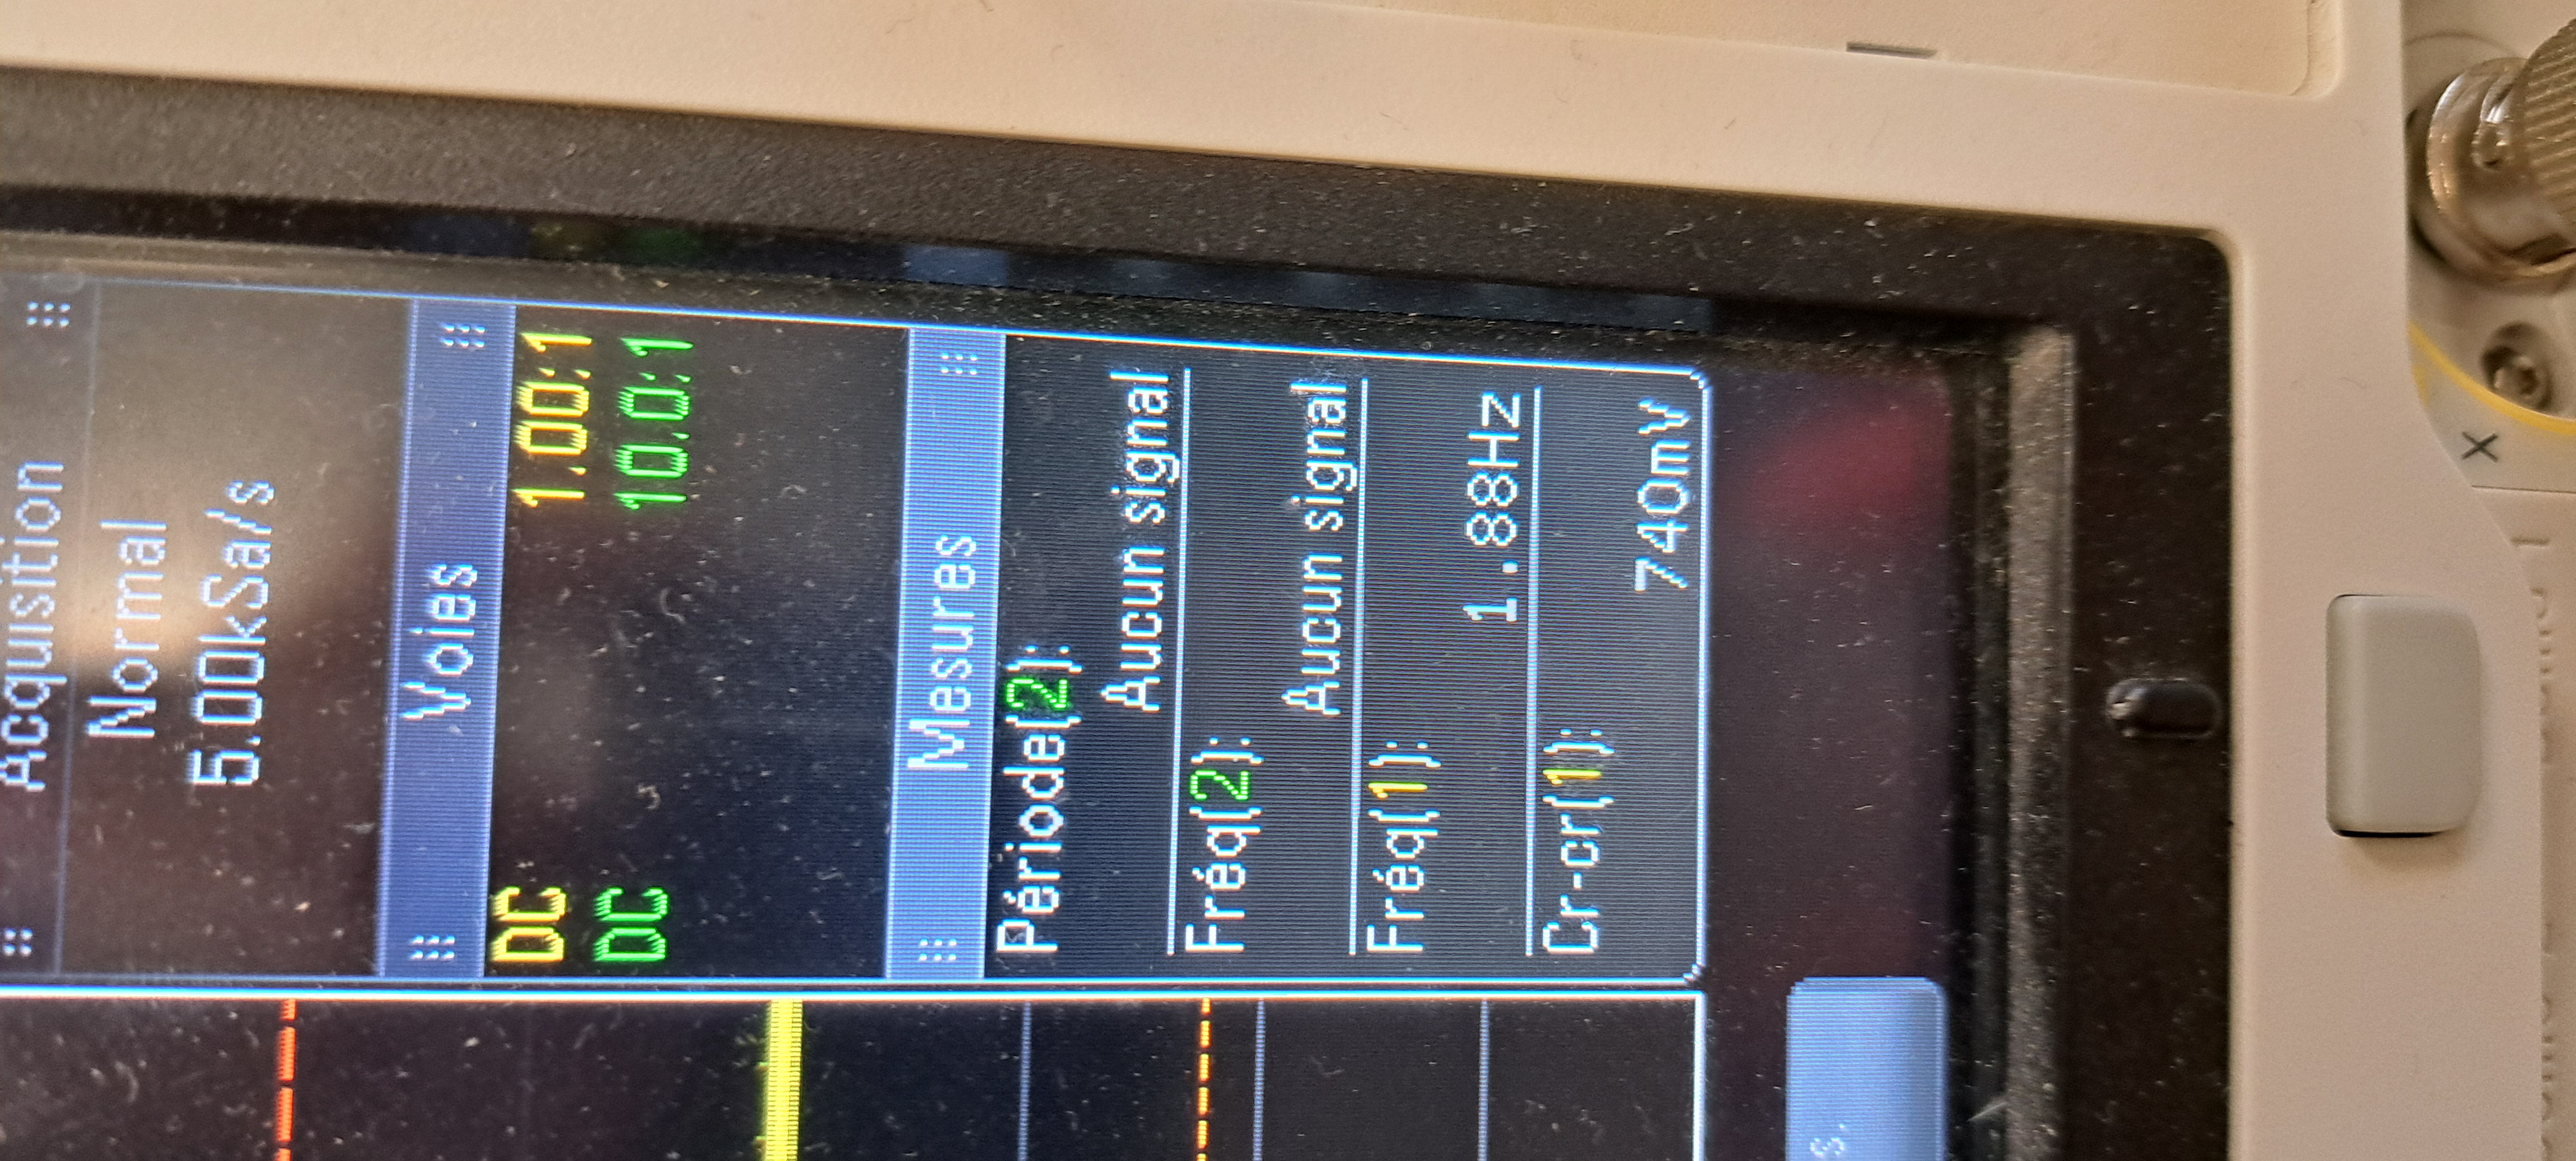 Acquisition
Normal
5.00kSa/s
Voies
DC 1.00:1
DC 10.0:1
Mesures
Période(2):
Aucun signal
Fréq(2):
Aucun signal
Fréq(1):
1.88Hz
Cr-cr(1):
740mV
s.
X